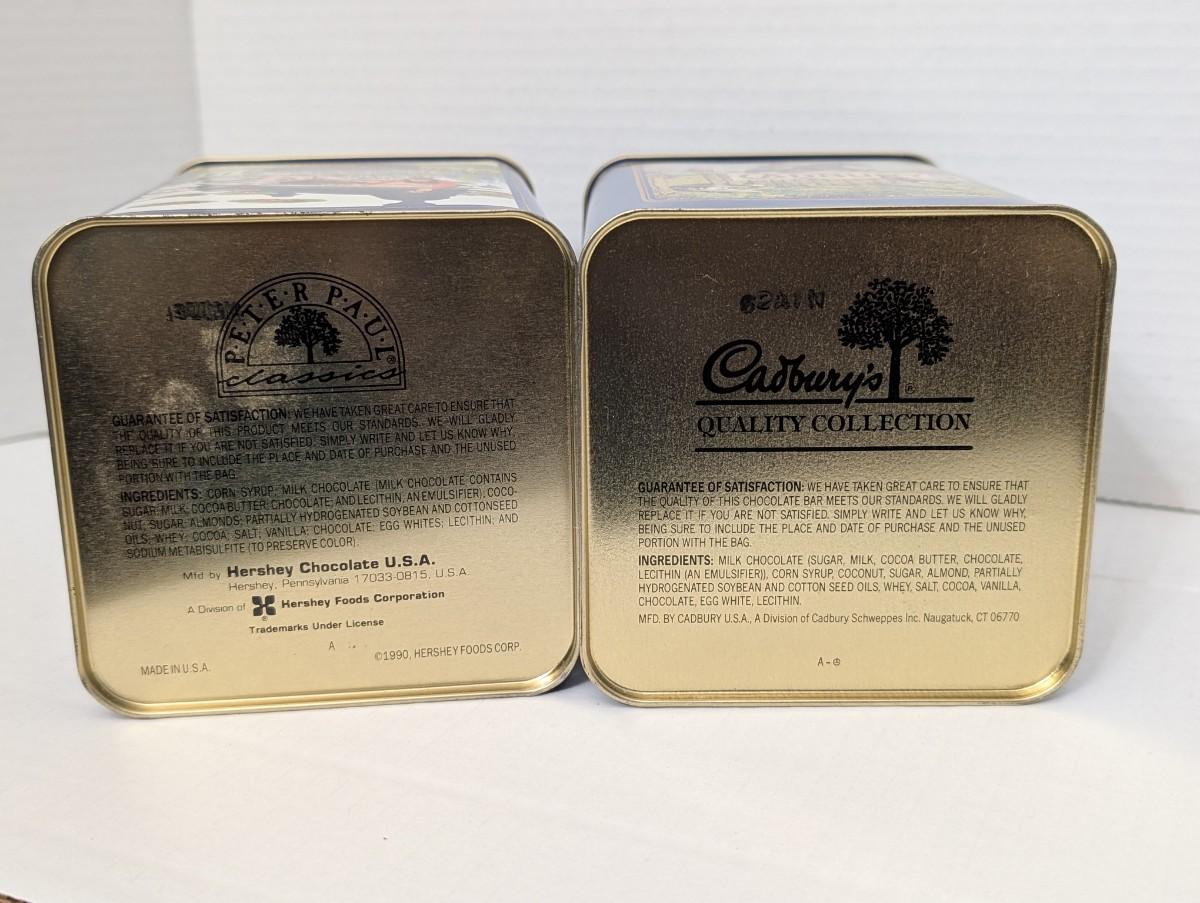 PETER PAUL®
classics
GUARANTEE OF SATISFACTION: WE HAVE TAKEN GREAT CARE TO ENSURE THAT
THE QUALITY OF THIS PRODUCT MEETS OUR STANDARDS. WE WILL GLADLY
REPLACE IT IF YOU ARE NOT SATISFIED. SIMPLY WRITE AND LET US KNOW WHY,
BEING SURE TO INCLUDE THE PLACE AND DATE OF PURCHASE AND THE UNUSED
PORTION WITH THE BAG.
INGREDIENTS: CORN SYRUP; MILK CHOCOLATE (MILK CHOCOLATE CONTAINS
SUGAR; MILK; COCOA BUTTER; CHOCOLATE; AND LECITHIN, AN EMULSIFIER); COCO-
NUT; SUGAR; ALMONDS; PARTIALLY HYDROGENATED SOYBEAN AND COTTONSEED
OILS; WHEY; COCOA; SALT; VANILLA; CHOCOLATE; EGG WHITES; LECITHIN; AND
SODIUM METABISULFITE (TO PRESERVE COLOR).
Mfd by Hershey Chocolate U.S.A.
Hershey, Pennsylvania 17033-0815, U.S.A.
A Division of Hershey Foods Corporation
®
Trademarks Under License
A
©1990, HERSHEY FOODS CORP.
MADE IN U.S.A.
62A1 N
Cadbury's®
QUALITY COLLECTION
GUARANTEE OF SATISFACTION: WE HAVE TAKEN GREAT CARE TO ENSURE THAT
THE QUALITY OF THIS CHOCOLATE BAR MEETS OUR STANDARDS. WE WILL GLADLY
REPLACE IT IF YOU ARE NOT SATISFIED. SIMPLY WRITE AND LET US KNOW WHY,
BEING SURE TO INCLUDE THE PLACE AND DATE OF PURCHASE AND THE UNUSED
PORTION WITH THE BAG.
INGREDIENTS: MILK CHOCOLATE (SUGAR, MILK, COCOA BUTTER, CHOCOLATE,
LECITHIN (AN EMULSIFIER)), CORN SYRUP, COCONUT, SUGAR, ALMOND, PARTIALLY
HYDROGENATED SOYBEAN AND COTTON SEED OILS, WHEY, SALT, COCOA, VANILLA,
CHOCOLATE, EGG WHITE, LECITHIN.
MFD. BY CADBURY U.S.A., A Division of Cadbury Schweppes Inc. Naugatuck, CT 06770
A-